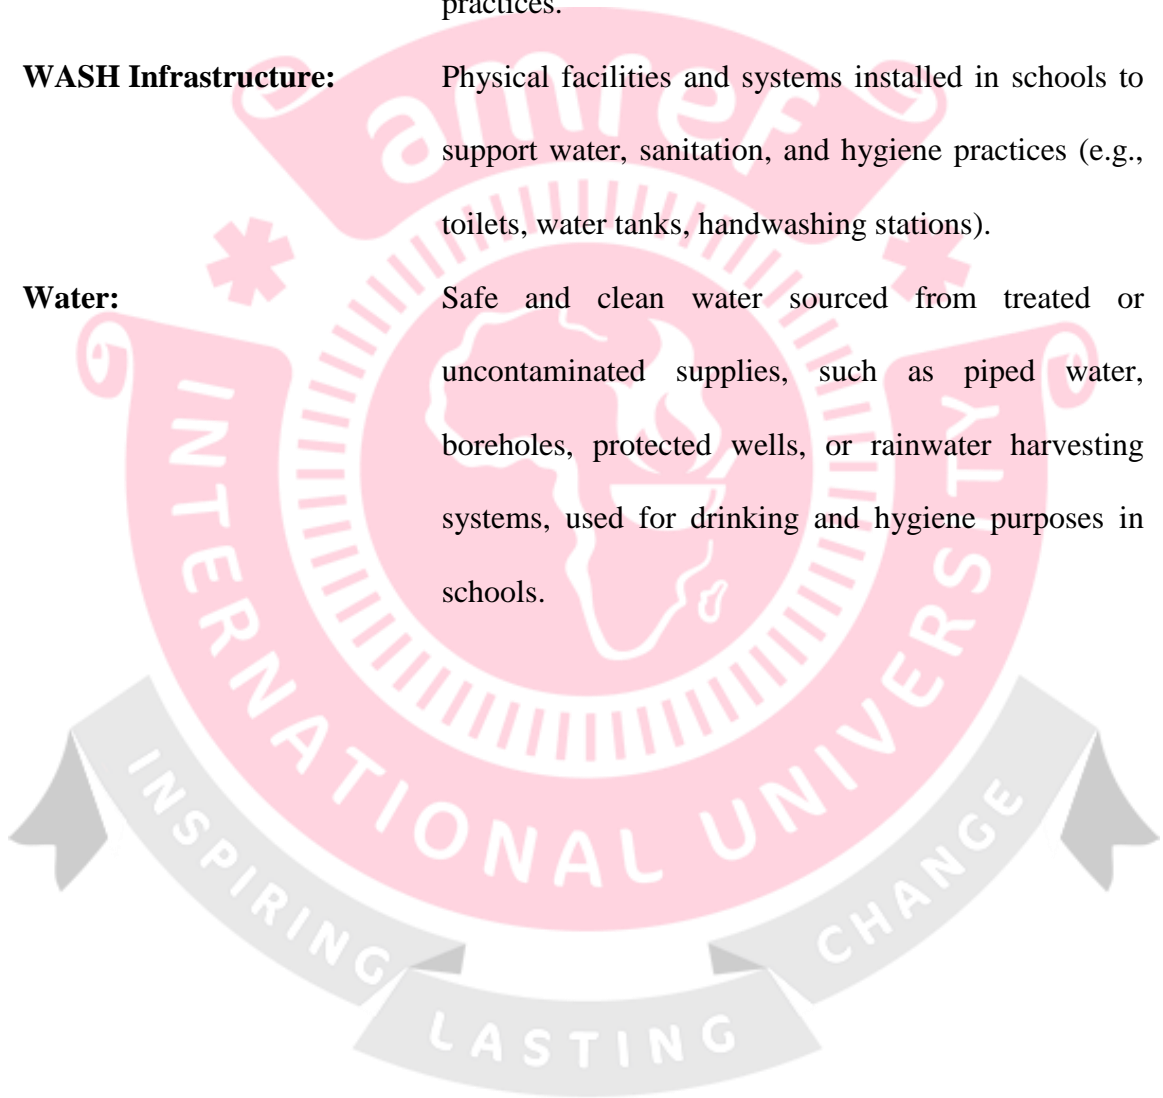 practices.
WASH Infrastructure: Physical facilities and systems installed in schools to
support water, sanitation, and hygiene practices (e.g.,
toilets, water tanks, handwashing stations).
Water: Safe and clean water sourced from treated or
uncontaminated supplies, such as piped water,
boreholes, protected wells, or rainwater harvesting
systems, used for drinking and hygiene purposes in
schools.
amref
INTERNATIONAL UNIVERSITY
INSPIRING LASTING CHANGE